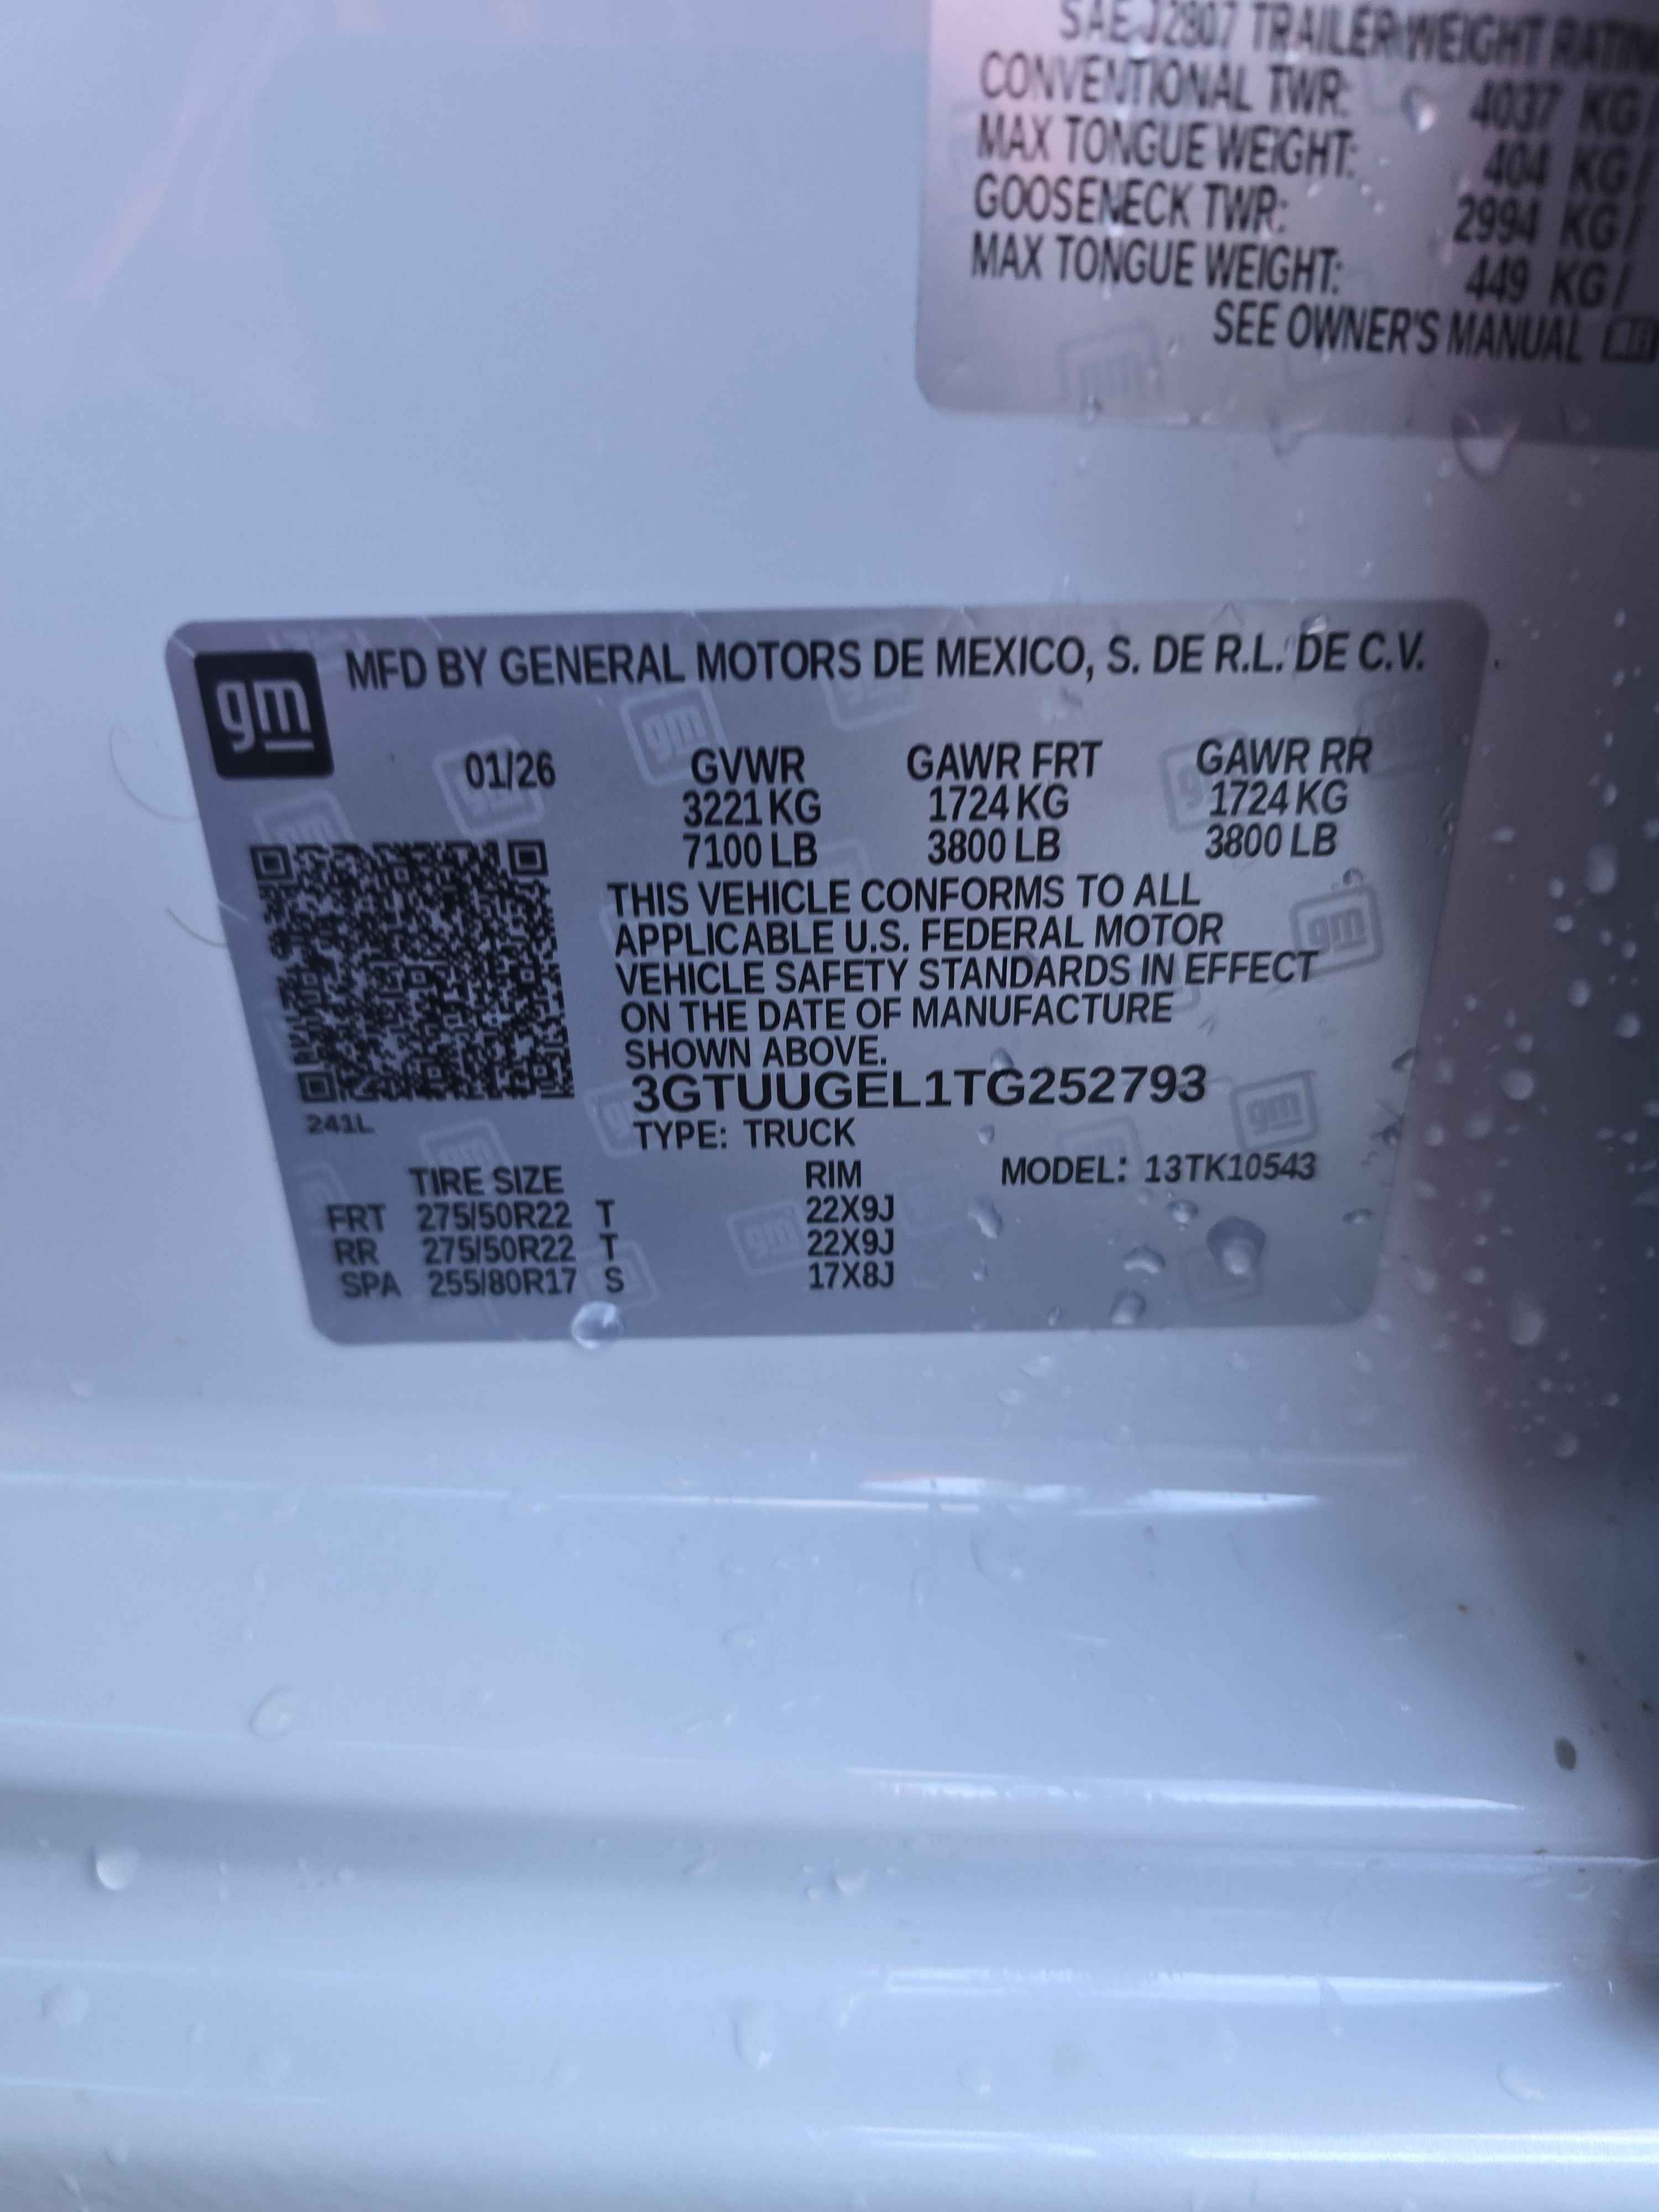 SAE J2807 TRAILER WEIGHT
CONVENTIONAL TWR: 4037 KG/
MAX TONGUE WEIGHT: 404 KG/
GOOSENECK TWR: 2994 KG/
MAX TONGUE WEIGHT: 449 KG/
SEE OWNER'S MANUAL
gm
MFD BY GENERAL MOTORS DE MEXICO, S. DE R.L. DE C.V.
01/26 GVWR GAWR FRT GAWR RR
3221 KG 1724 KG 1724 KG
7100 LB 3800 LB 3800 LB
THIS VEHICLE CONFORMS TO ALL
APPLICABLE U.S. FEDERAL MOTOR
VEHICLE SAFETY STANDARDS IN EFFECT
ON THE DATE OF MANUFACTURE
SHOWN ABOVE.
3GTUUGEL1TG252793
241L
TYPE: TRUCK
TIRE SIZE RIM MODEL: 13TK10543
FRT 275/50R22 T 22X9J
RR 275/50R22 T 22X9J
SPA 255/80R17 S 17X8J